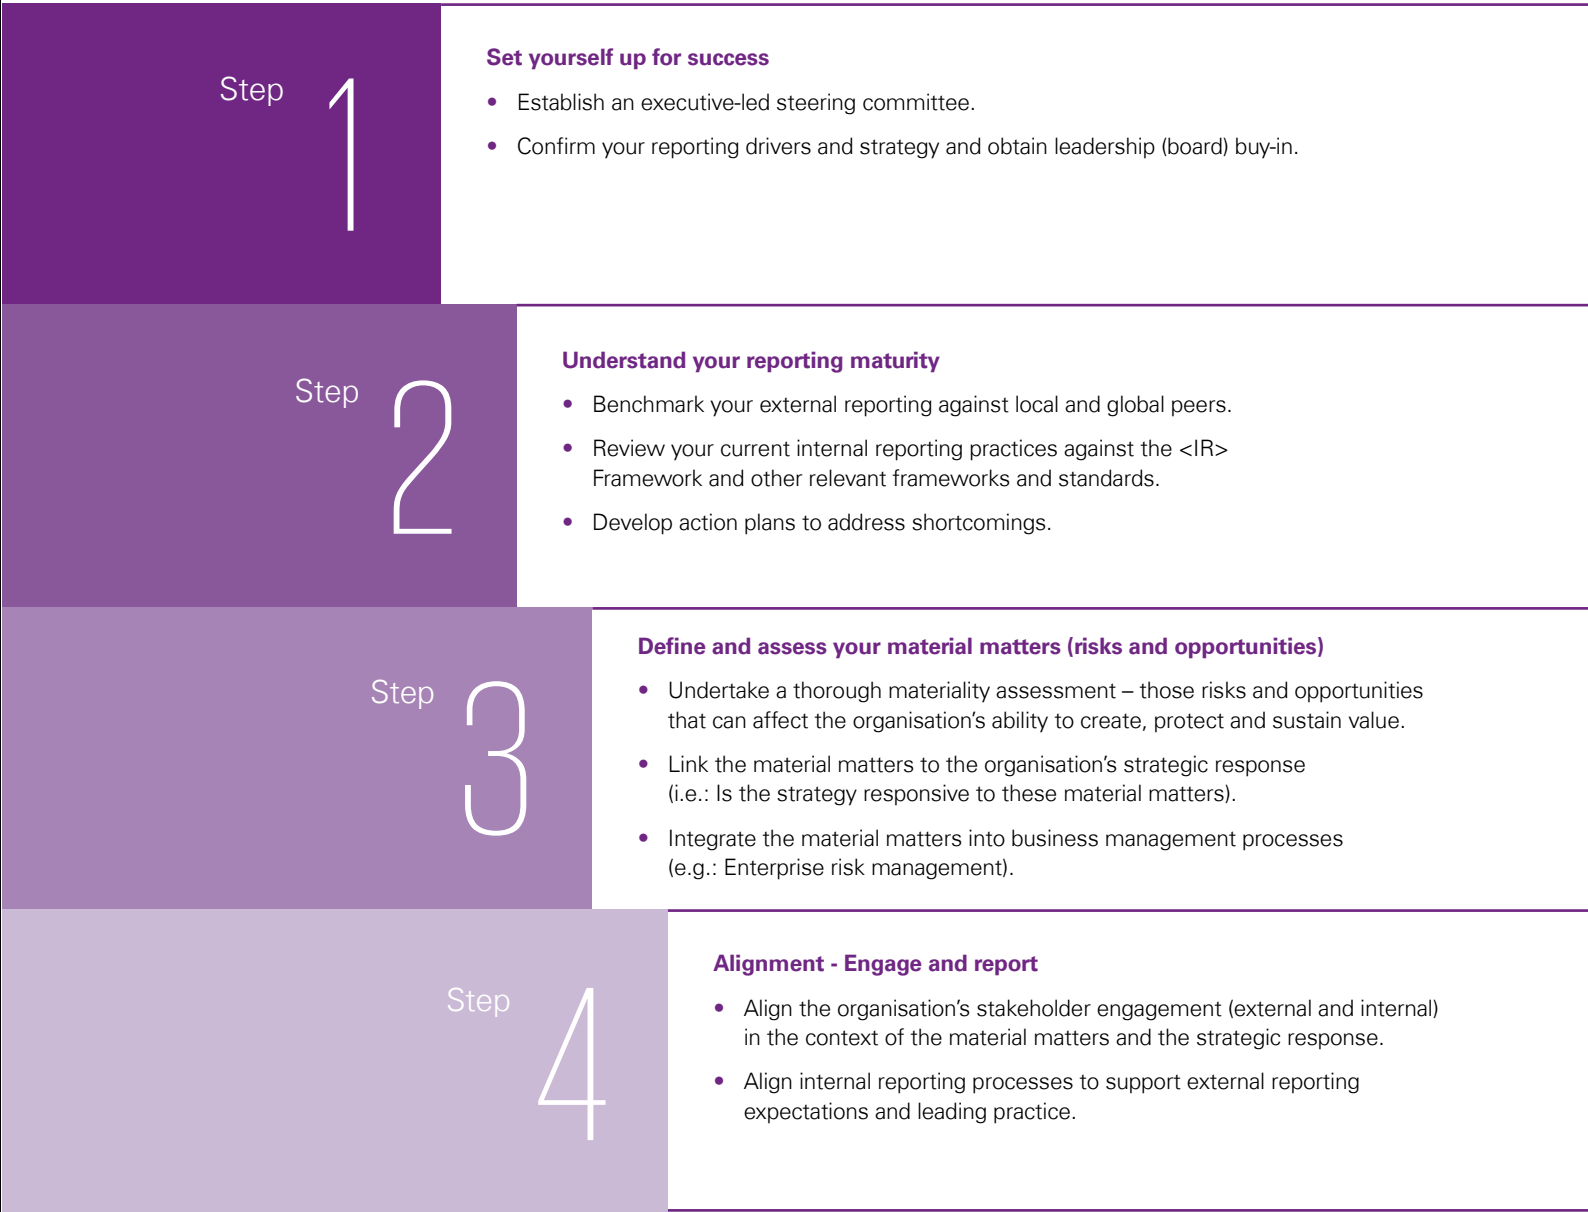 Step 1
Set yourself up for success
• Establish an executive-led steering committee.
• Confirm your reporting drivers and strategy and obtain leadership (board) buy-in.
Step 2
Understand your reporting maturity
• Benchmark your external reporting against local and global peers.
• Review your current internal reporting practices against the <IR>
Framework and other relevant frameworks and standards.
• Develop action plans to address shortcomings.
Step 3
Define and assess your material matters (risks and opportunities)
• Undertake a thorough materiality assessment – those risks and opportunities
that can affect the organisation’s ability to create, protect and sustain value.
• Link the material matters to the organisation’s strategic response
(i.e.: Is the strategy responsive to these material matters).
• Integrate the material matters into business management processes
(e.g.: Enterprise risk management).
Step 4
Alignment - Engage and report
• Align the organisation’s stakeholder engagement (external and internal)
in the context of the material matters and the strategic response.
• Align internal reporting processes to support external reporting
expectations and leading practice.